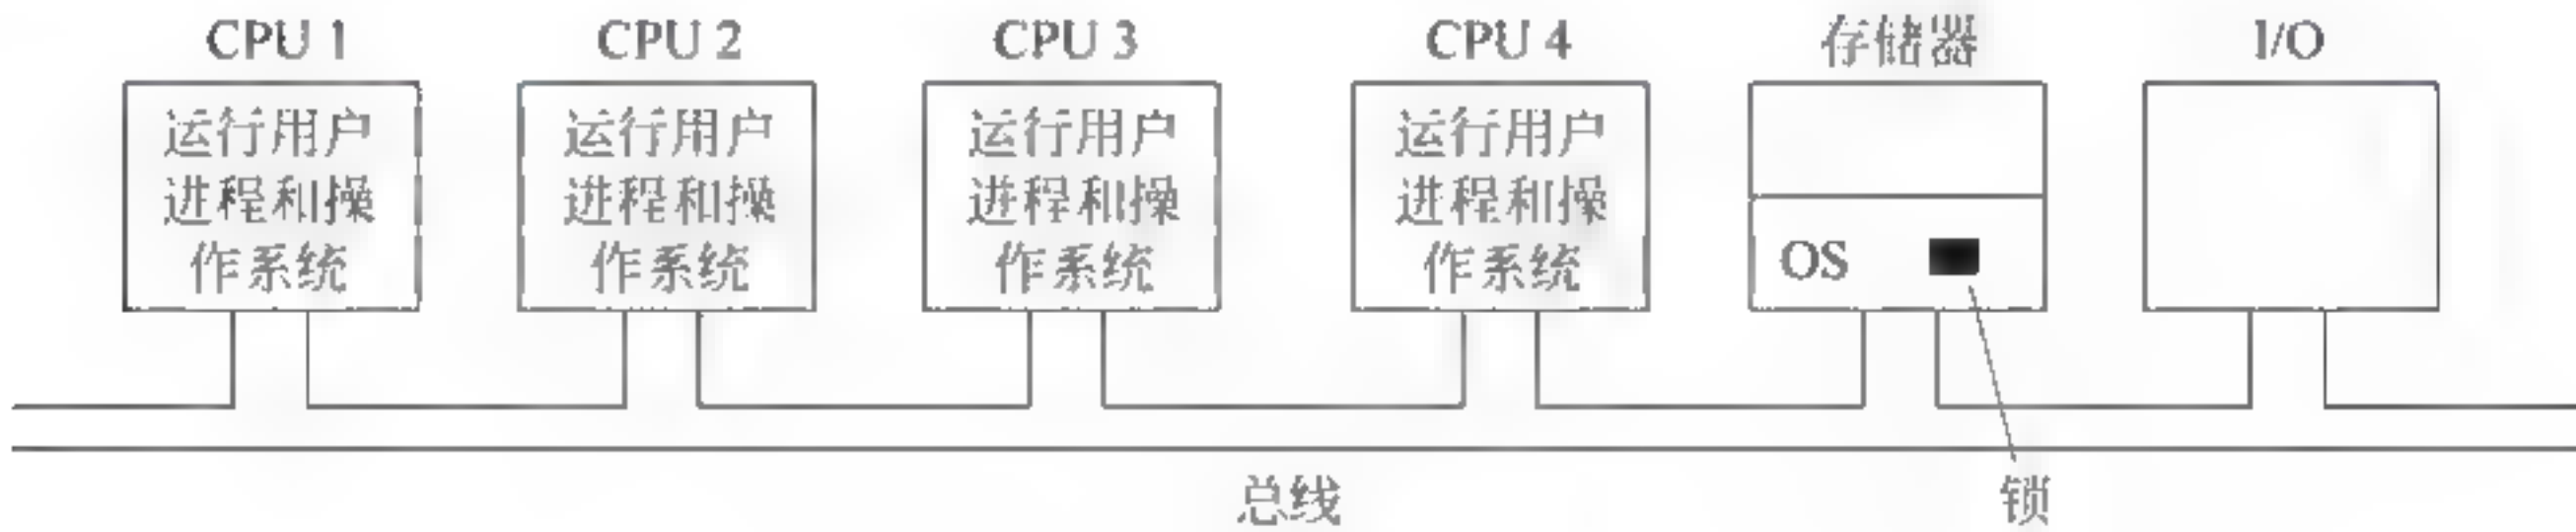 CPU 1
CPU 2
CPU 3
CPU 4
存储器
I/O
运行用户
进程和操
作系统
运行用户
进程和操
作系统
运行用户
进程和操
作系统
运行用户
进程和操
作系统
OS
总线
锁